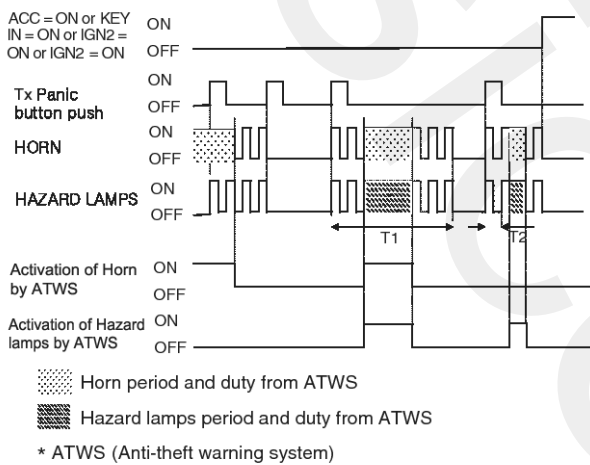 ACC = ON or KEY
IN = ON or IGN2 =
ON or IGN2 = ON
ON
OFF
Tx Panic
button push
ON
OFF
HORN
ON
OFF
HAZARD LAMPS
ON
OFF
T1
T2
Activation of Horn
by ATWS
ON
OFF
Activation of Hazard
lamps by ATWS
ON
OFF
Horn period and duty from ATWS
Hazard lamps period and duty from ATWS
* ATWS (Anti-theft warning system)